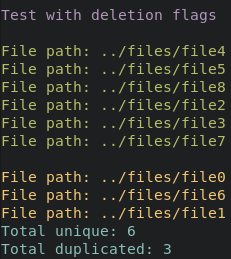 Test with deletion flags
File path: ../files/file4
File path: ../files/file5
File path: ../files/file8
File path: ../files/file2
File path: ../files/file3
File path: ../files/file7
File path: ../files/file0
File path: ../files/file6
File path: ../files/file1
Total unique: 6
Total duplicated: 3